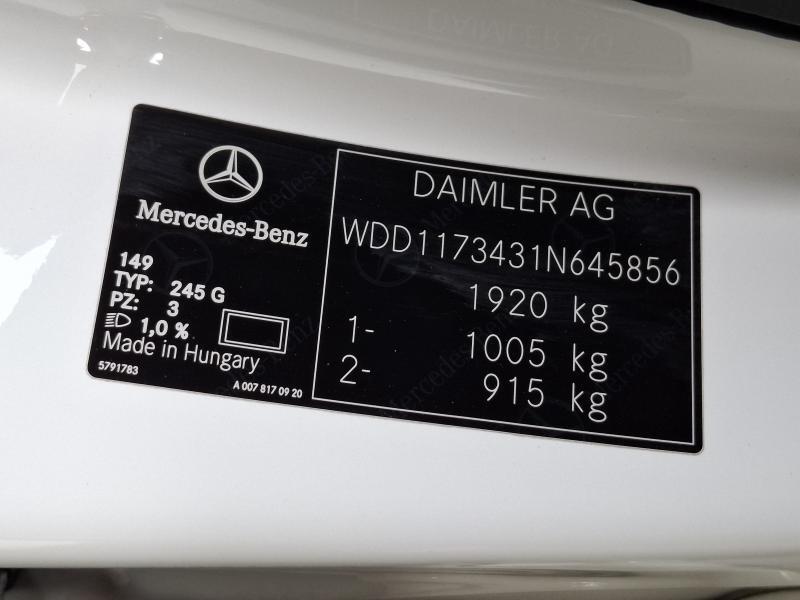 Mercedes-Benz
149
TYP: 245 G
PZ: 3
1,0 %
Made in Hungary
5791783
A 007 817 09 20
DAIMLER AG
WDD1173431N645856
1920 kg
1- 1005 kg
2- 915 kg